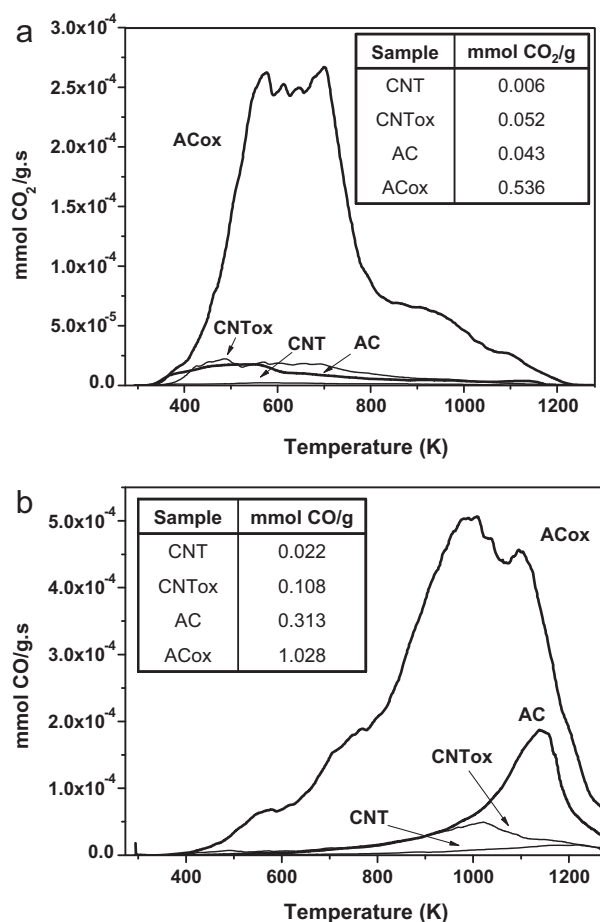 a
3.0x10⁻⁴
2.5x10⁻⁴
2.0x10⁻⁴
1.5x10⁻⁴
1.0x10⁻⁴
5.0x10⁻⁵
0.0
mmol CO₂/g.s
Sample mmol CO₂/g
CNT 0.006
CNTox 0.052
AC 0.043
ACox 0.536
ACox
CNTox
CNT
AC
400 600 800 1000 1200
Temperature (K)
b
5.0x10⁻⁴
4.0x10⁻⁴
3.0x10⁻⁴
2.0x10⁻⁴
1.0x10⁻⁴
0.0
mmol CO/g.s
Sample mmol CO/g
CNT 0.022
CNTox 0.108
AC 0.313
ACox 1.028
ACox
AC
CNTox
CNT
400 600 800 1000 1200
Temperature (K)